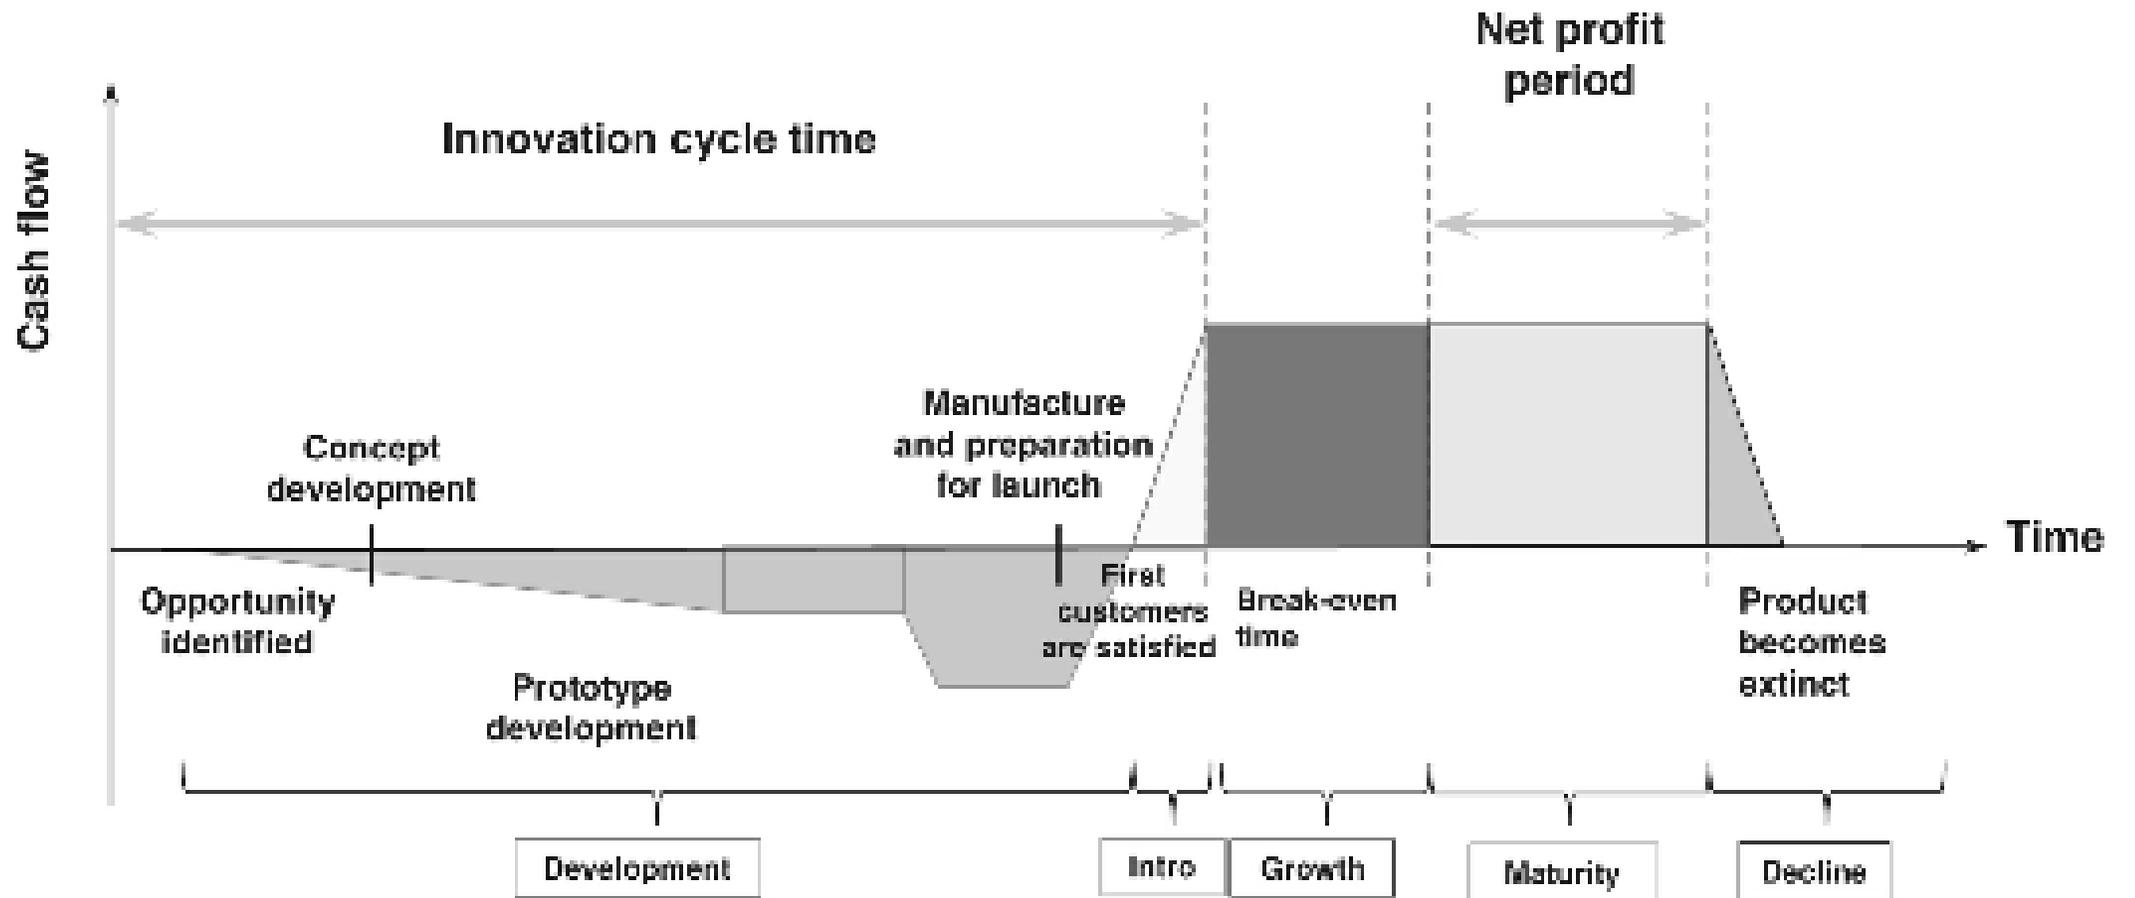 Net profit
period
Innovation cycle time
Cash flow
Manufacture
and preparation
for launch
Concept
development
Time
First
customers
are satisfied
Opportunity
identified
Break-even
time
Product
becomes
extinct
Prototype
development
Development
Intro
Growth
Maturity
Decline